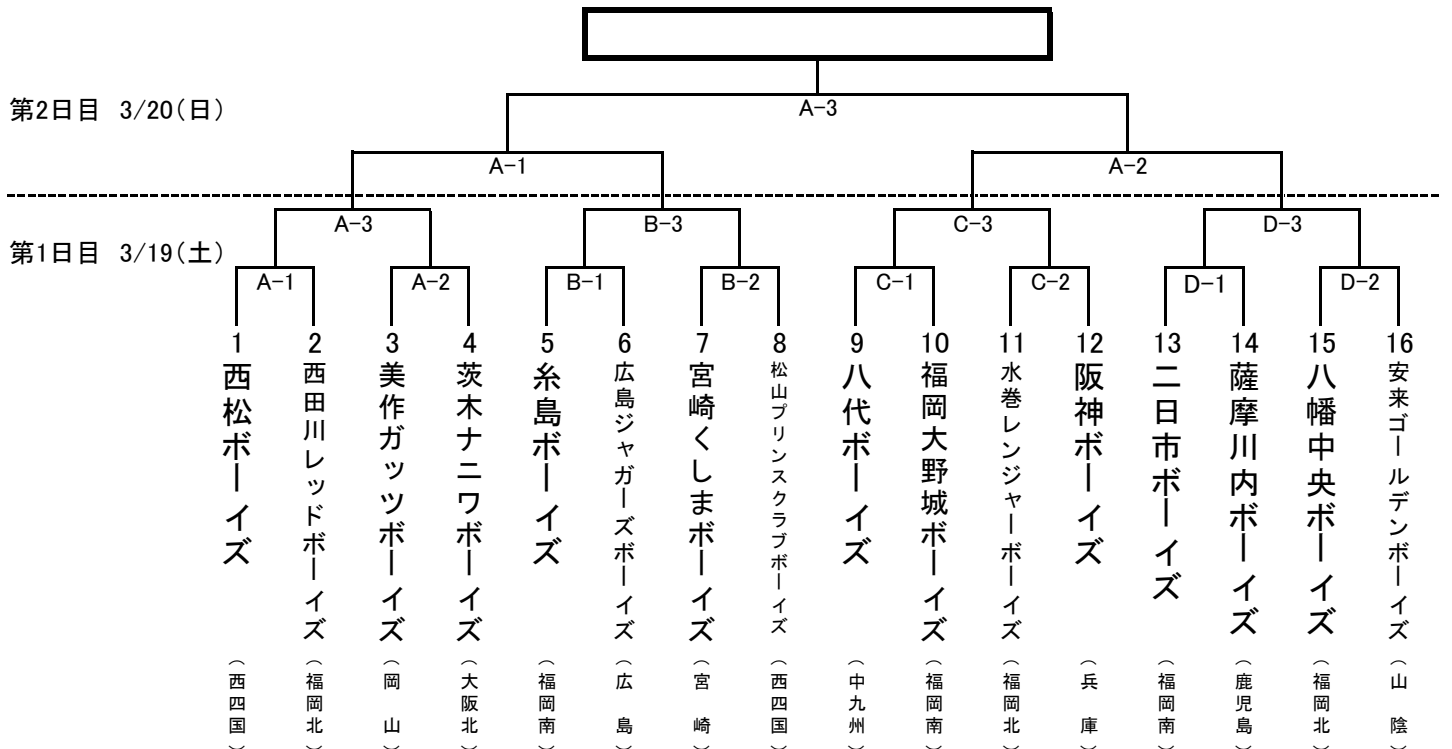 第2日目 3/20(日)
A-3
A-1
A-2
A-3
B-3
C-3
D-3
第1日目 3/19(土)
A-1
A-2
B-1
B-2
C-1
C-2
D-1
D-2
1
西松ボーイズ
(西四国)
2
西田川レッドボーイズ
(福岡北)
3
美作ガッツボーイズ
(岡山)
4
茨木ナニワボーイズ
(大阪北)
5
糸島ボーイズ
(福岡南)
6
広島ジャガーズボーイズ
(広島)
7
宮崎くしまボーイズ
(宮崎)
8
松山プリンスクラブボーイズ
(西四国)
9
八代ボーイズ
(中九州)
10
福岡大野城ボーイズ
(福岡南)
11
水巻レンジャーボーイズ
(福岡北)
12
阪神ボーイズ
(兵庫)
13
二日市ボーイズ
(福岡南)
14
薩摩川内ボーイズ
(鹿児島)
15
八幡中央ボーイズ
(福岡北)
16
安来ゴールデンボーイズ
(山陰)